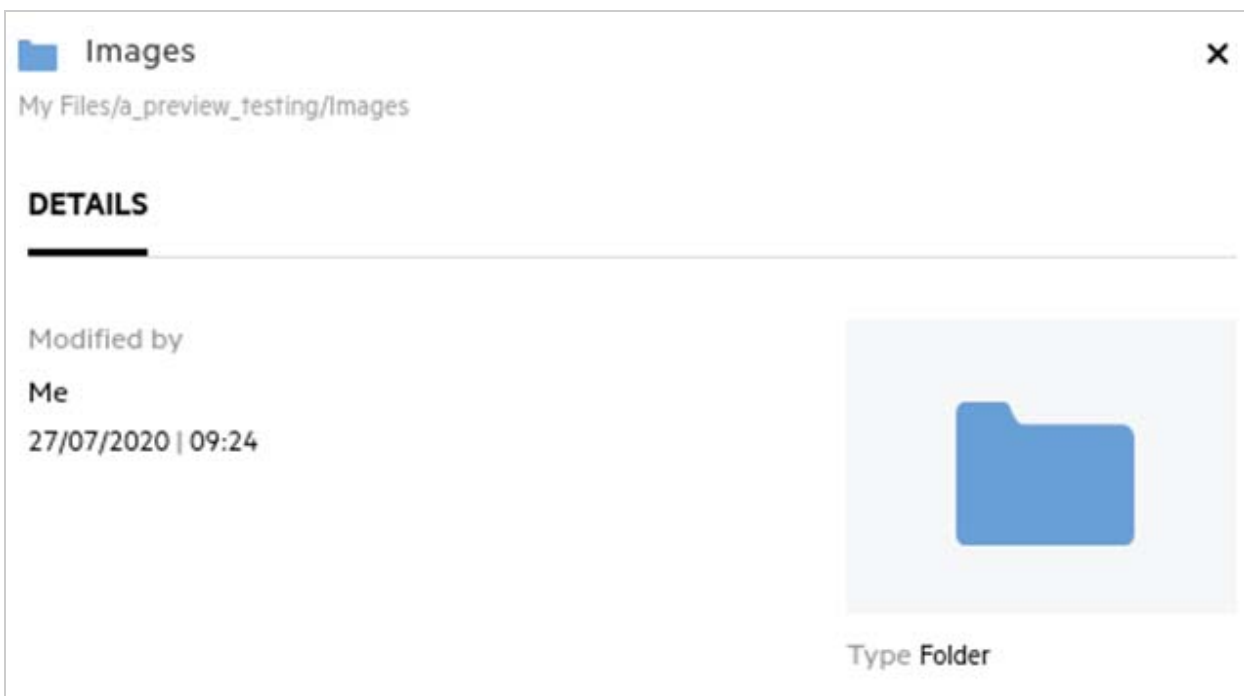 Images
My Files/a_preview_testing/Images
DETAILS
Modified by
Me
27/07/2020 | 09:24
Type Folder